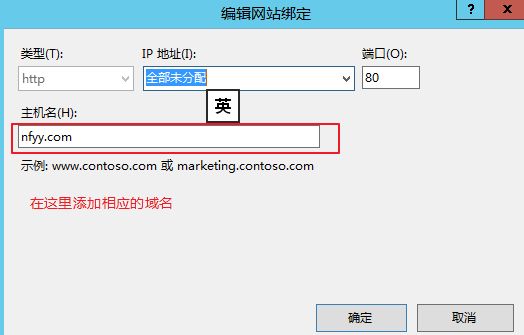 编辑网站绑定
? X
类型(T): IP 地址(I): 端口(O):
http 全部未分配 80
英
主机名(H):
nfyy.com
示例: www.contoso.com 或 marketing.contoso.com
在这里添加相应的域名
确定 取消